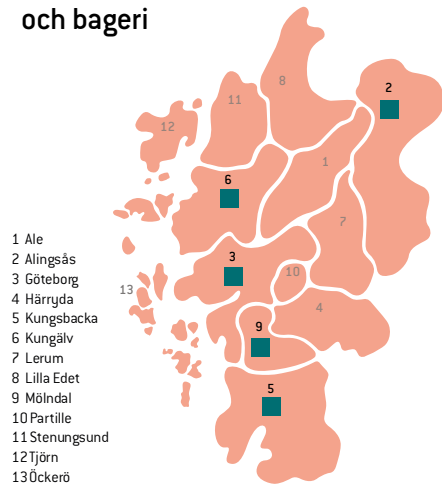 och bageri
8
2
11
12
1
6
7
3
10
13
4
9
5
1 Ale
2 Alingsås
3 Göteborg
4 Härryda
5 Kungsbacka
6 Kungälv
7 Lerum
8 Lilla Edet
9 Mölndal
10 Partille
11 Stenungsund
12 Tjörn
13 Öckerö